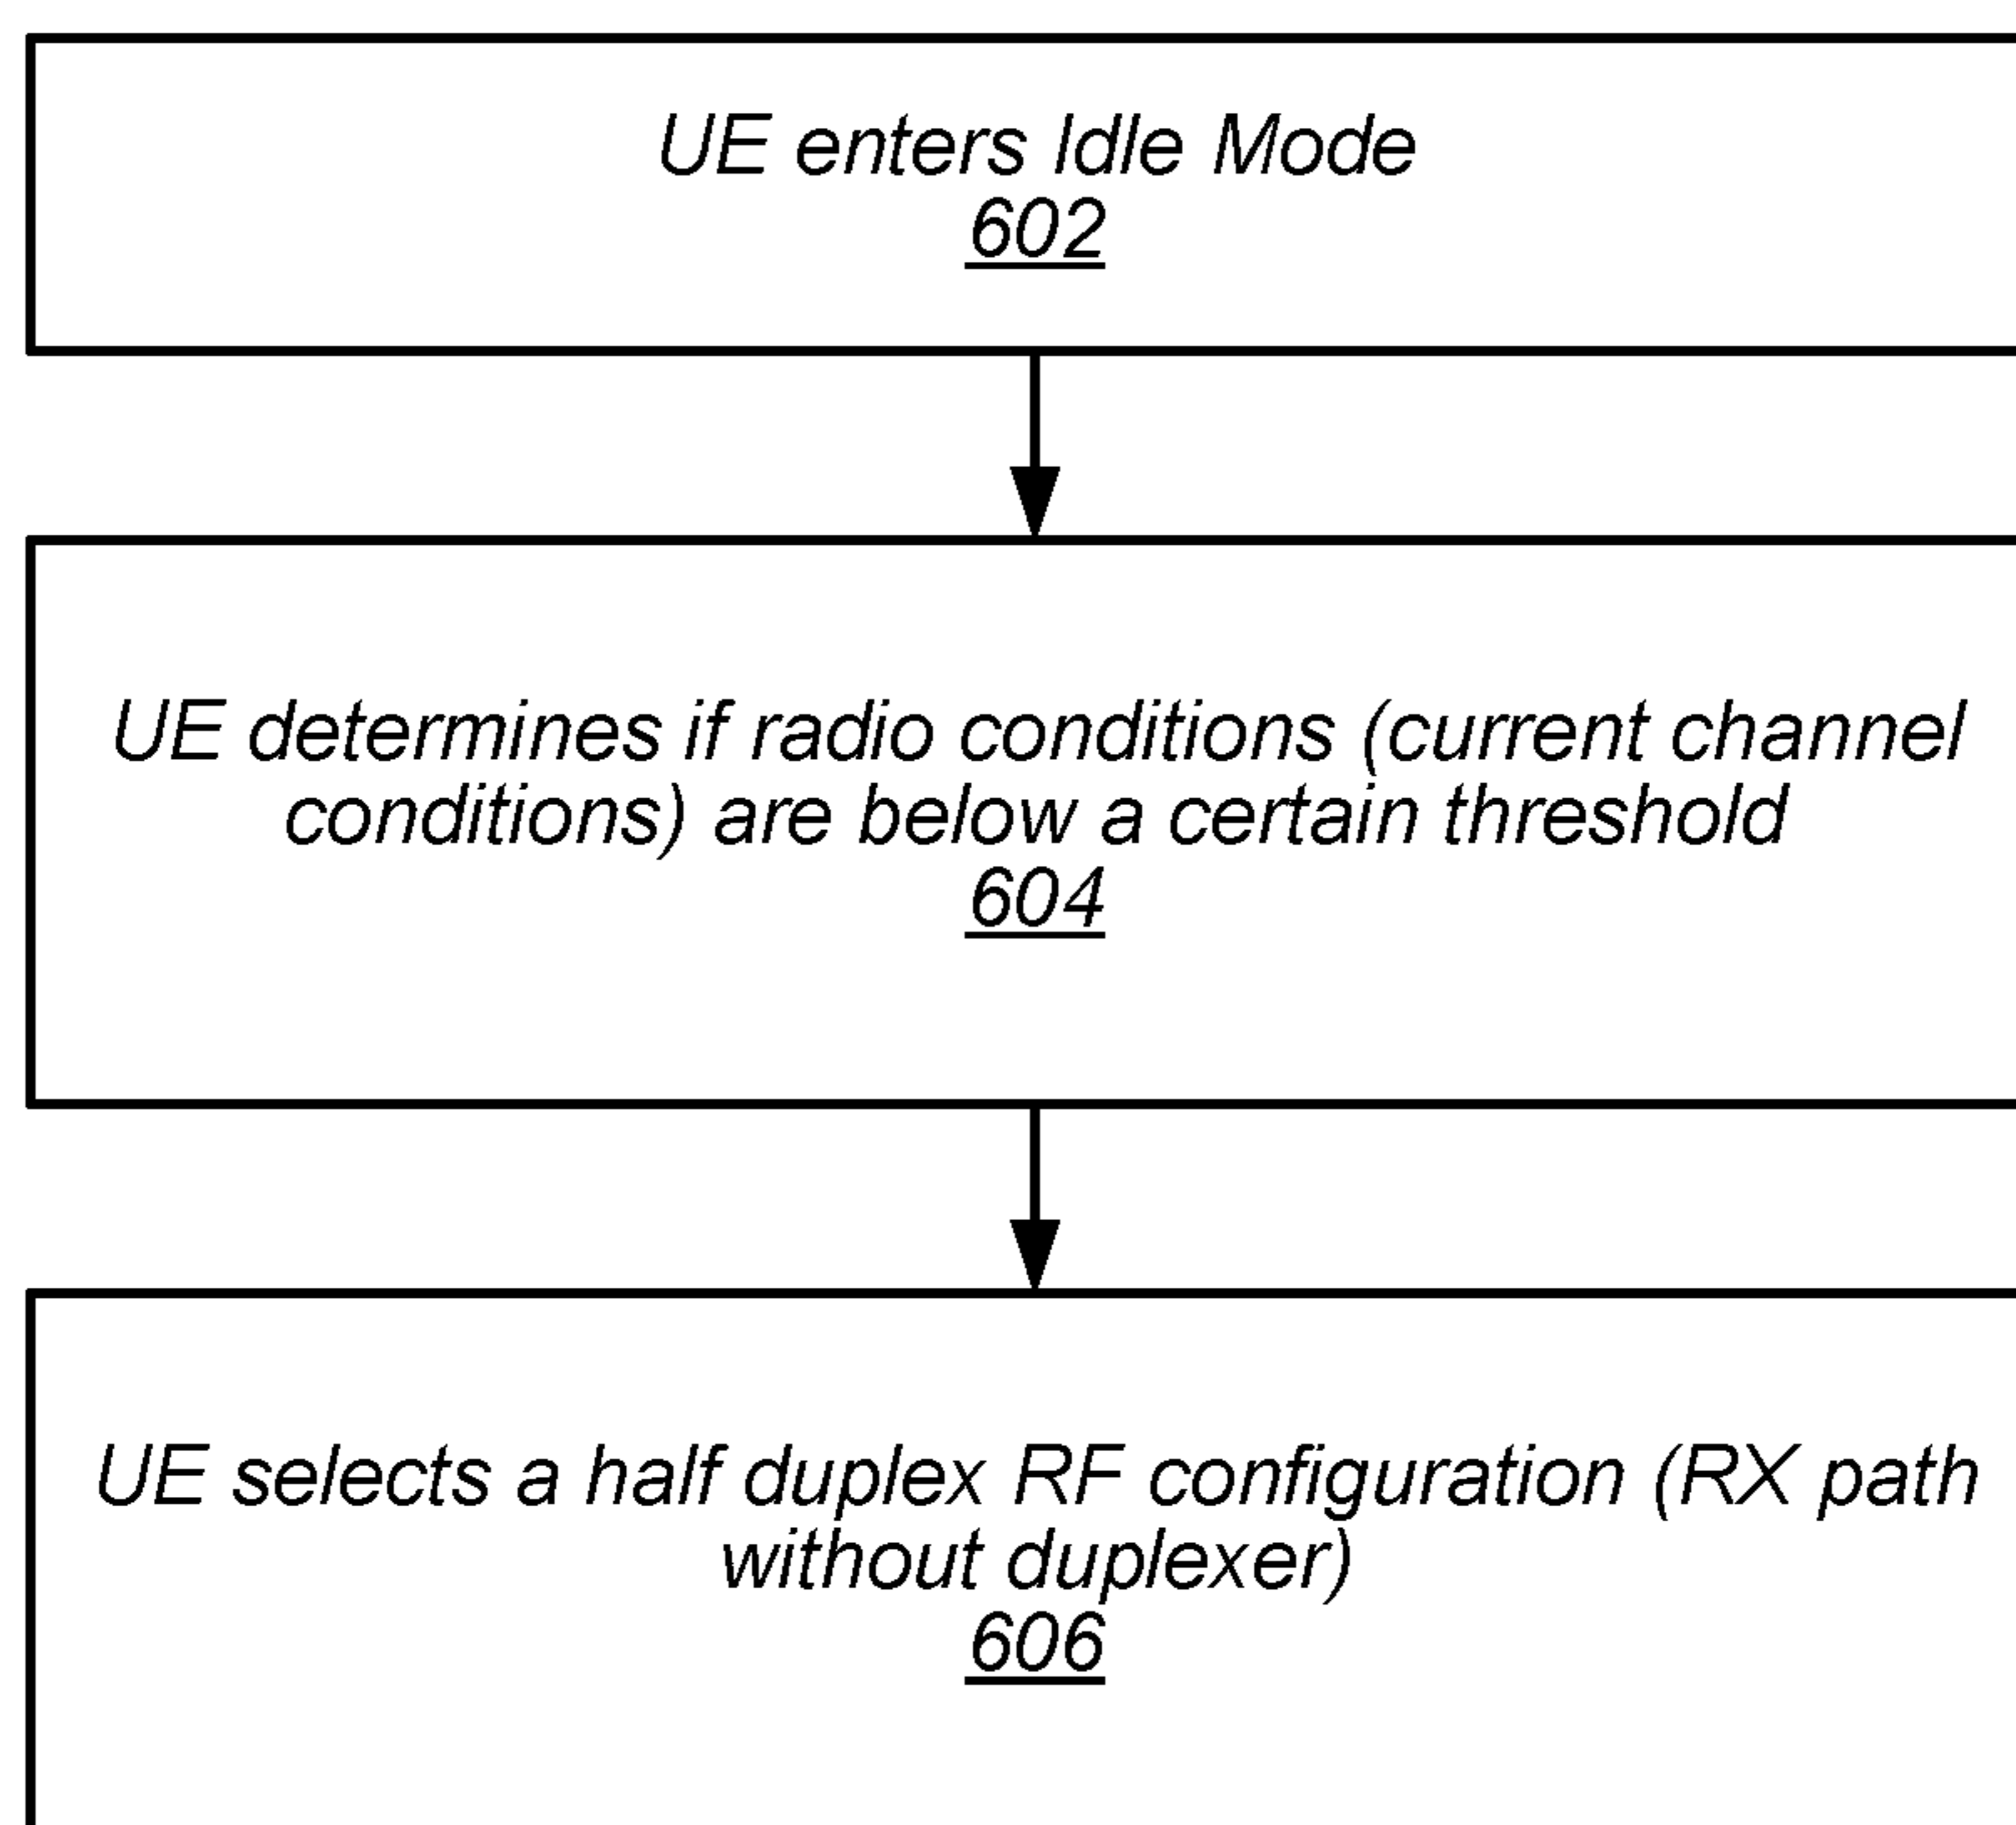 UE enters Idle Mode
602
UE determines if radio conditions (current channel
conditions) are below a certain threshold
604
UE selects a half duplex RF configuration (RX path
without duplexer)
606